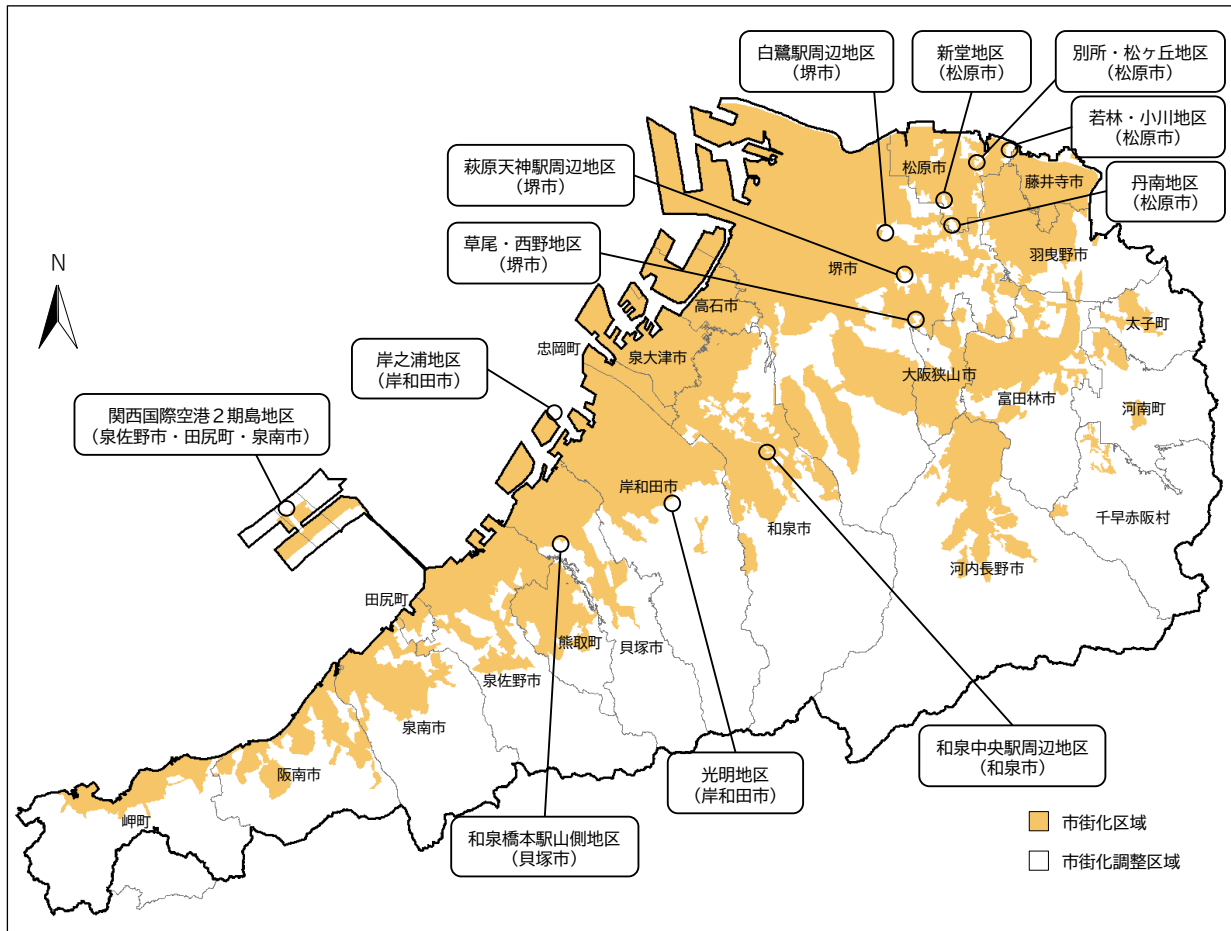 白鷺駅周辺地区
（堺市）
新堂地区
（松原市）
別所・松ヶ丘地区
（松原市）
若林・小川地区
（松原市）
丹南地区
（松原市）
萩原天神駅周辺地区
（堺市）
草尾・西野地区
（堺市）
岸之浦地区
（岸和田市）
関西国際空港２期島地区
（泉佐野市・田尻町・泉南市）
N
松原市
藤井寺市
羽曳野市
堺市
高石市
太子町
忠岡町
泉大津市
大阪狭山市
富田林市
河南町
岸和田市
和泉市
千早赤阪村
河内長野市
田尻町
熊取町
貝塚市
泉佐野市
泉南市
阪南市
岬町
和泉中央駅周辺地区
（和泉市）
光明地区
（岸和田市）
和泉橋本駅山側地区
（貝塚市）
市街化区域
市街化調整区域